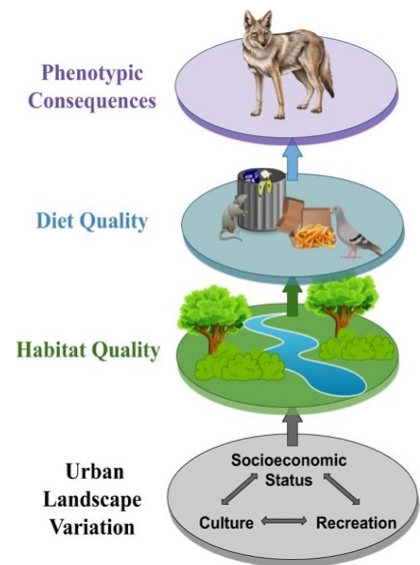 Phenotypic
Consequences
Diet Quality
Habitat Quality
Urban
Landscape
Variation
Socioeconomic
Status
Culture
Recreation